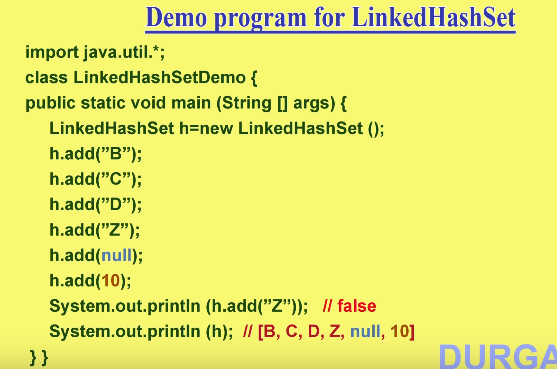 Demo program for LinkedHashSet
import java.util.*;
class LinkedHashSetDemo {
public static void main (String [] args) {
LinkedHashSet h=new LinkedHashSet ();
h.add(”B”);
h.add(”C”);
h.add(”D”);
h.add(”Z”);
h.add(null);
h.add(10);
System.out.println (h.add(”Z”)); // false
System.out.println (h); // [B, C, D, Z, null, 10]
} }
DURGA